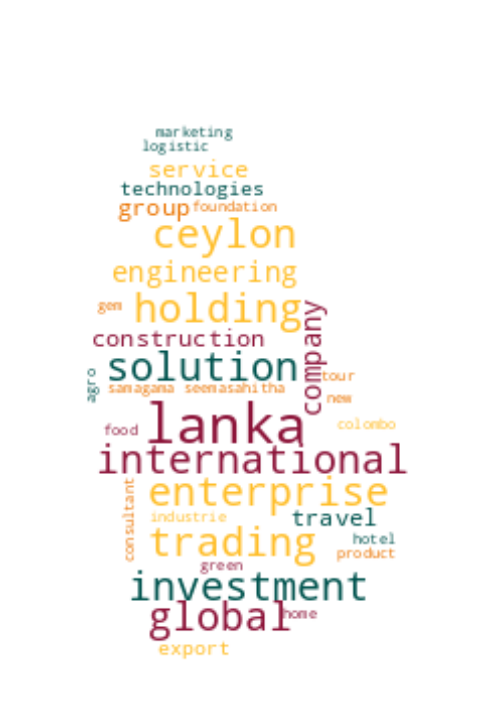 marketing
logistic
service
technologies
group foundation
ceylon
engineering
gem holding
company
construction
solution
agro
tour
samagama seemasahitha
new
lanka
colombo
food
international
enterprise
consultant
industrie
travel
trading
hotel
product
green
investment
global
home
export